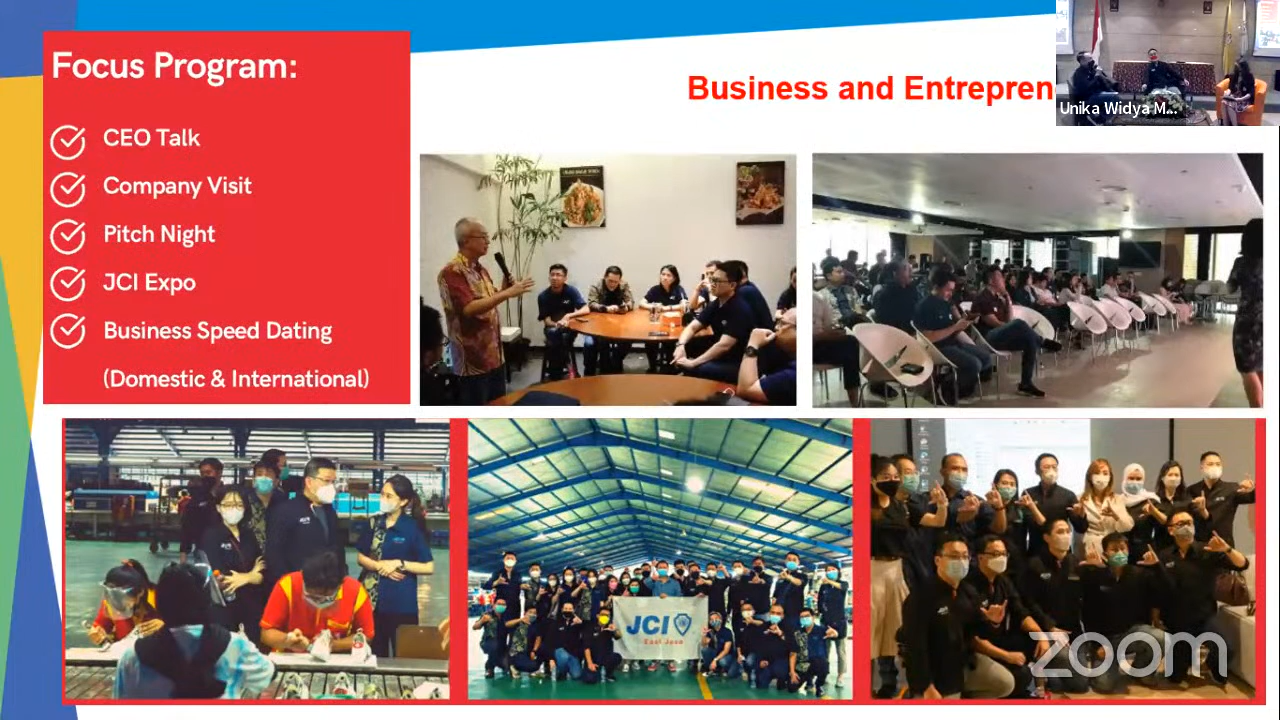 Focus Program:
CEO Talk
Company Visit
Pitch Night
JCI Expo
Business Speed Dating
(Domestic & International)
Business and Entrepren
Unika Widya M...
JCI
East Java
zoom